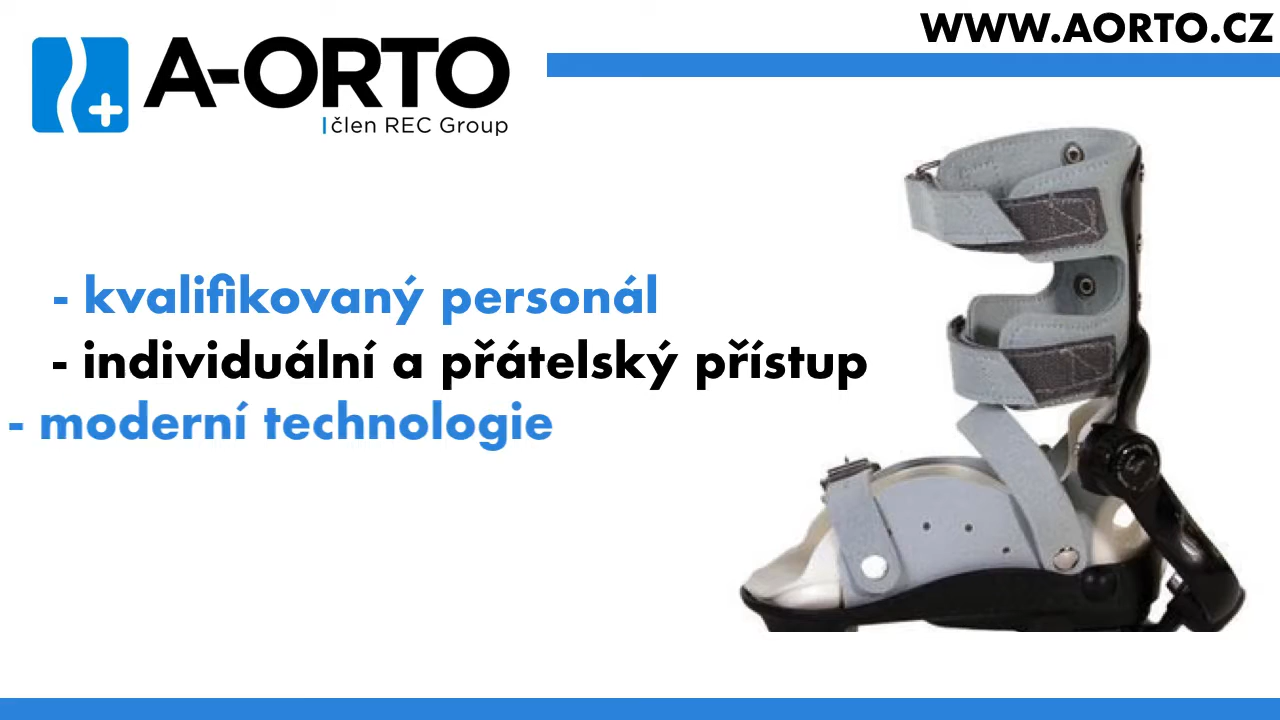 WWW.AORTO.CZ
A-ORTO
člen REC Group
- kvalifikovaný personál
- individuální a přátelský přístup
- moderní technologie